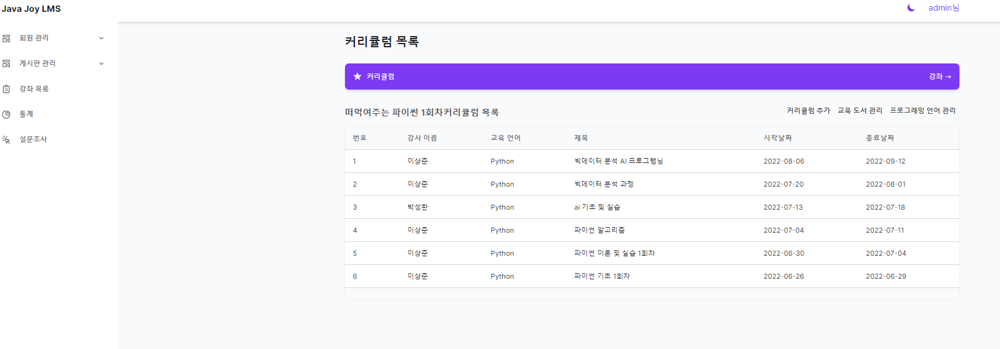 Java Joy LMS
admin님
회원 관리
게시판 관리
강좌 목록
통계
설문조사
커리큘럼 목록
커리큘럼 강좌 →
떠먹여주는 파이썬 1회차커리큘럼 목록 커리큘럼 추가 교육 도서 관리 프로그래밍 언어 관리
번호 강사 이름 교육 언어 제목 시작날짜 종료날짜
1 이상준 Python 빅데이터 분석 AI 프로그램닝 2022-08-06 2022-09-12
2 이상준 Python 빅데이터 분석 과정 2022-07-20 2022-08-01
3 박성환 Python ai 기초 및 실습 2022-07-13 2022-07-18
4 이상준 Python 파이썬 알고리즘 2022-07-04 2022-07-11
5 이상준 Python 파이썬 이론 및 실습 1회차 2022-06-30 2022-07-04
6 이상준 Python 파이썬 기초 1회차 2022-06-26 2022-06-29